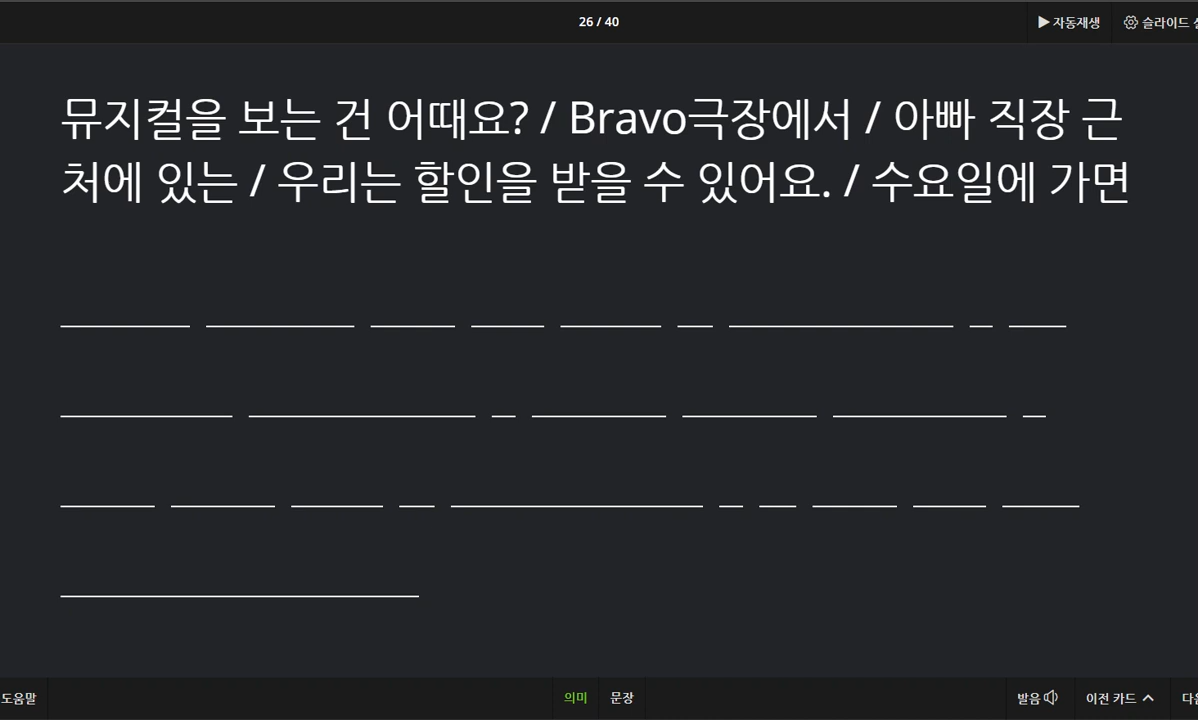 26 / 40
▶ 자동재생
슬라이드
뮤지컬을 보는 건 어때요? / Bravo극장에서 / 아빠 직장 근
처에 있는 / 우리는 할인을 받을 수 있어요. / 수요일에 가면
도움말
의미
문장
발음
이전 카드